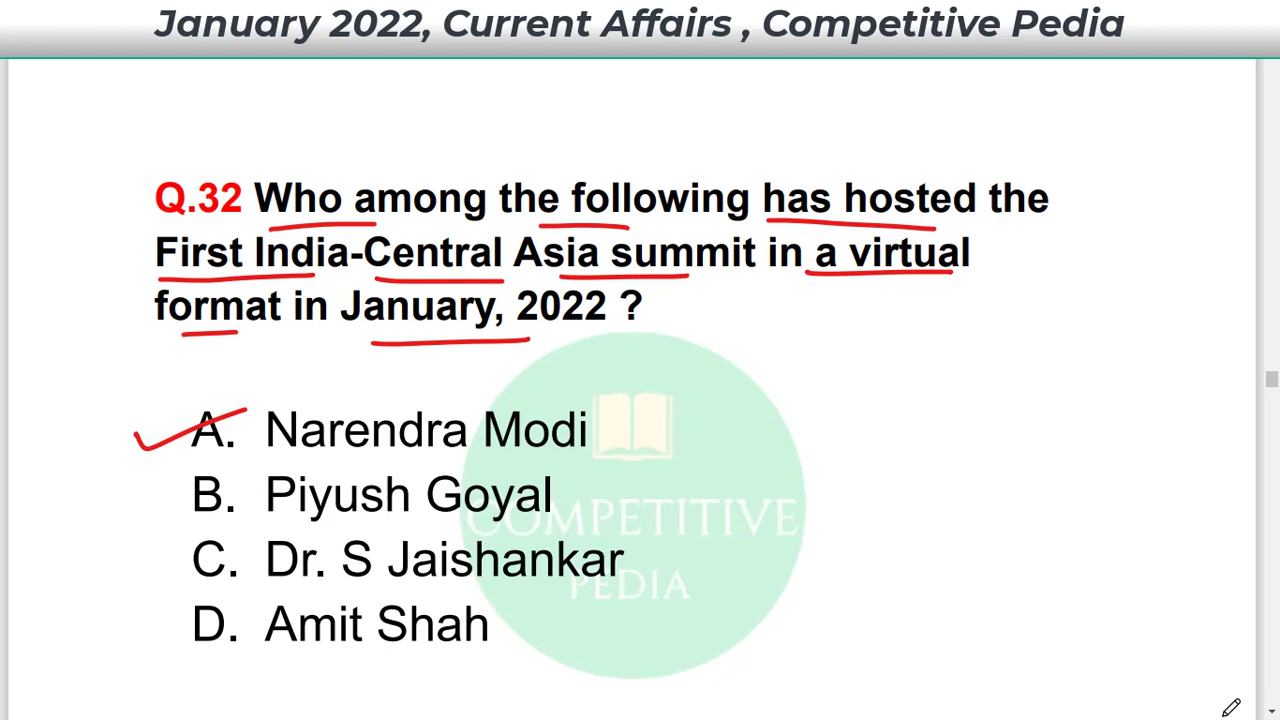 January 2022, Current Affairs , Competitive Pedia
Q.32 Who among the following has hosted the
First India-Central Asia summit in a virtual
format in January, 2022 ?
A. Narendra Modi
B. Piyush Goyal
C. Dr. S Jaishankar
D. Amit Shah
COMPETITIVE
PEDIA